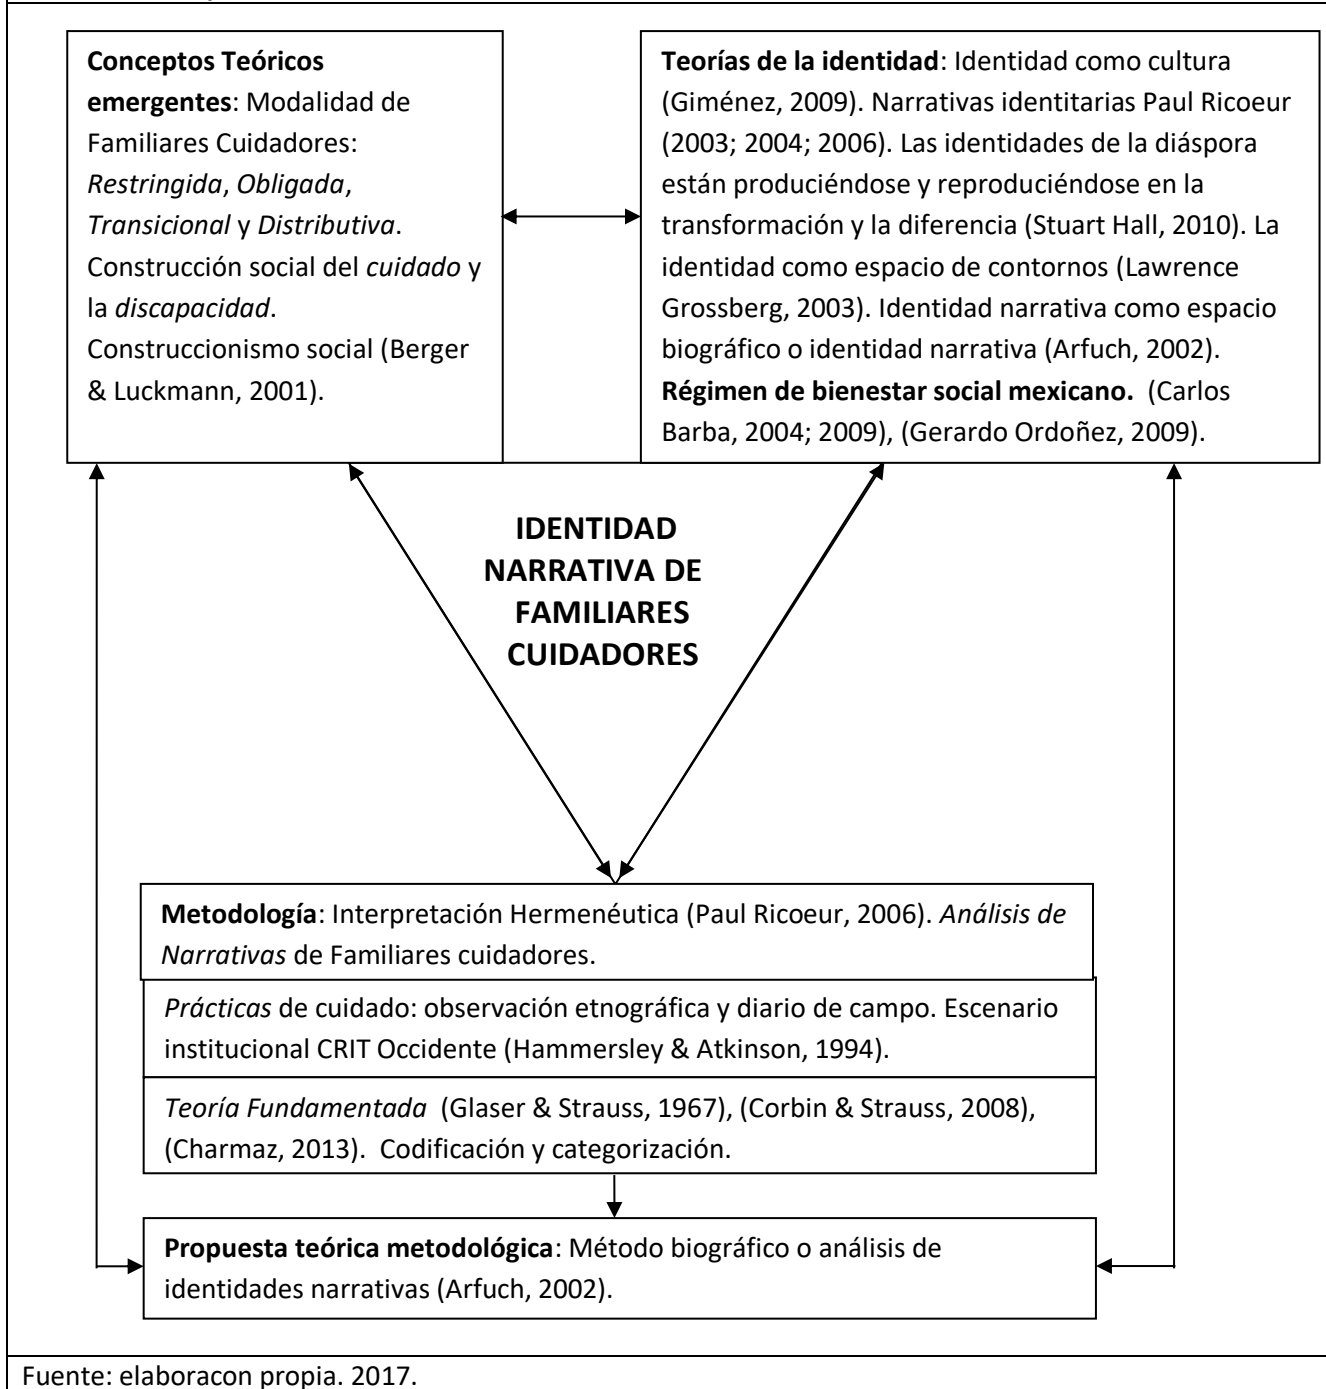 Conceptos Teóricos
emergentes: Modalidad de
Familiares Cuidadores:
Restringida, Obligada,
Transicional y Distributiva.
Construcción social del cuidado y
la discapacidad.
Construccionismo social (Berger
& Luckmann, 2001).
Teorías de la identidad: Identidad como cultura
(Giménez, 2009). Narrativas identitarias Paul Ricoeur
(2003; 2004; 2006). Las identidades de la diáspora
están produciéndose y reproduciéndose en la
transformación y la diferencia (Stuart Hall, 2010). La
identidad como espacio de contornos (Lawrence
Grossberg, 2003). Identidad narrativa como espacio
biográfico o identidad narrativa (Arfuch, 2002).
Régimen de bienestar social mexicano. (Carlos
Barba, 2004; 2009), (Gerardo Ordoñez, 2009).
IDENTIDAD
NARRATIVA DE
FAMILIARES
CUIDADORES
Metodología: Interpretación Hermenéutica (Paul Ricoeur, 2006). Análisis de
Narrativas de Familiares cuidadores.
Prácticas de cuidado: observación etnográfica y diario de campo. Escenario
institucional CRIT Occidente (Hammersley & Atkinson, 1994).
Teoría Fundamentada (Glaser & Strauss, 1967), (Corbin & Strauss, 2008),
(Charmaz, 2013). Codificación y categorización.
Propuesta teórica metodológica: Método biográfico o análisis de
identidades narrativas (Arfuch, 2002).
Fuente: elaboracon propia. 2017.